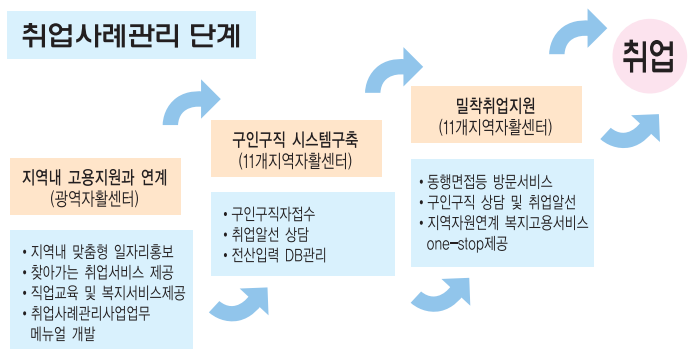 취업사례관리 단계
지역내 고용지원과 연계
(광역자활센터)
• 지역내 맞춤형 일자리홍보
• 찾아가는 취업서비스 제공
• 직업교육 및 복지서비스제공
• 취업사례관리사업업무
메뉴얼 개발
구인구직 시스템구축
(11개지역자활센터)
• 구인구직자접수
• 취업알선 상담
• 전산입력 DB관리
밀착취업지원
(11개지역자활센터)
• 동행면접등 방문서비스
• 구인구직 상담 및 취업알선
• 지역자원연계 복지고용서비스
one-stop제공
취업